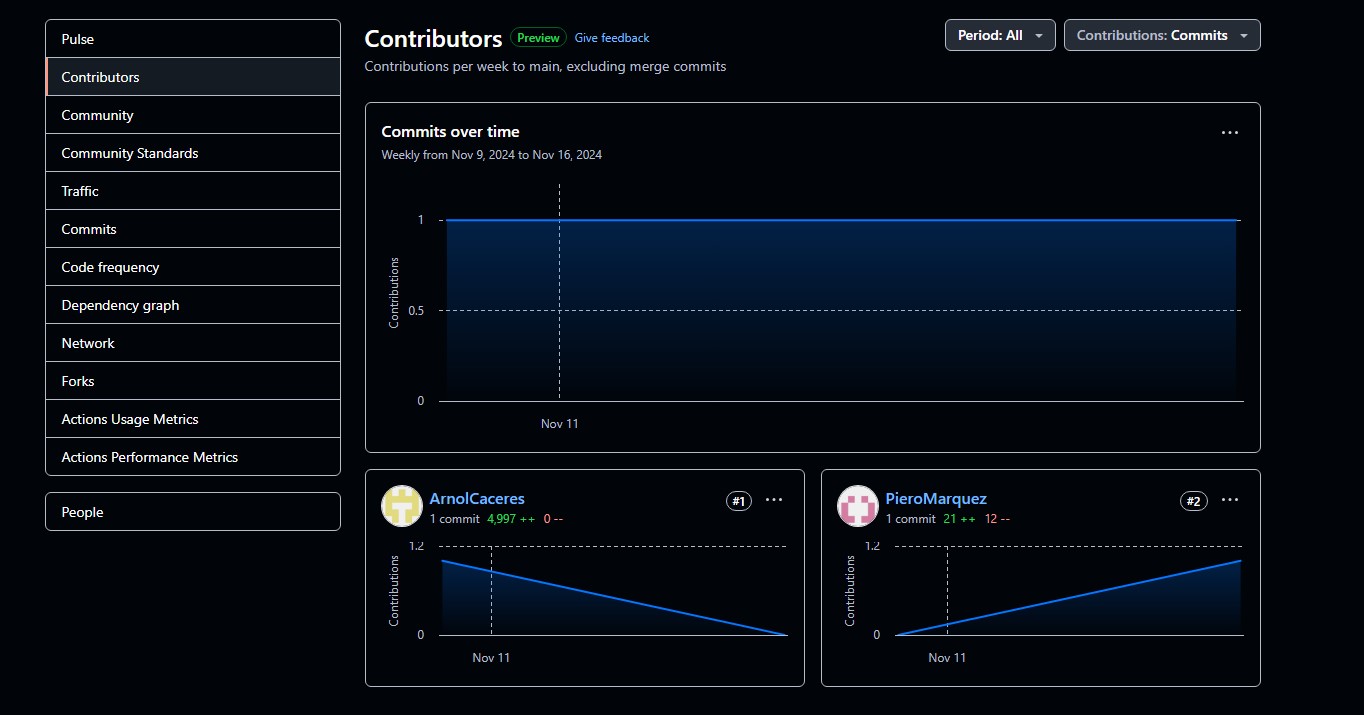 Pulse
Contributors
Community
Community Standards
Traffic
Commits
Code frequency
Dependency graph
Network
Forks
Actions Usage Metrics
Actions Performance Metrics
People
Contributors Preview Give feedback
Period: All Contributions: Commits
Contributions per week to main, excluding merge commits
Commits over time
Weekly from Nov 9, 2024 to Nov 16, 2024
Contributions
1
0.5
0
Nov 11
ArnolCaceres #1
1 commit 4,997 ++ 0 --
Contributions
1.2
0
Nov 11
PieroMarquez #2
1 commit 21 ++ 12 --
Contributions
1.2
0
Nov 11